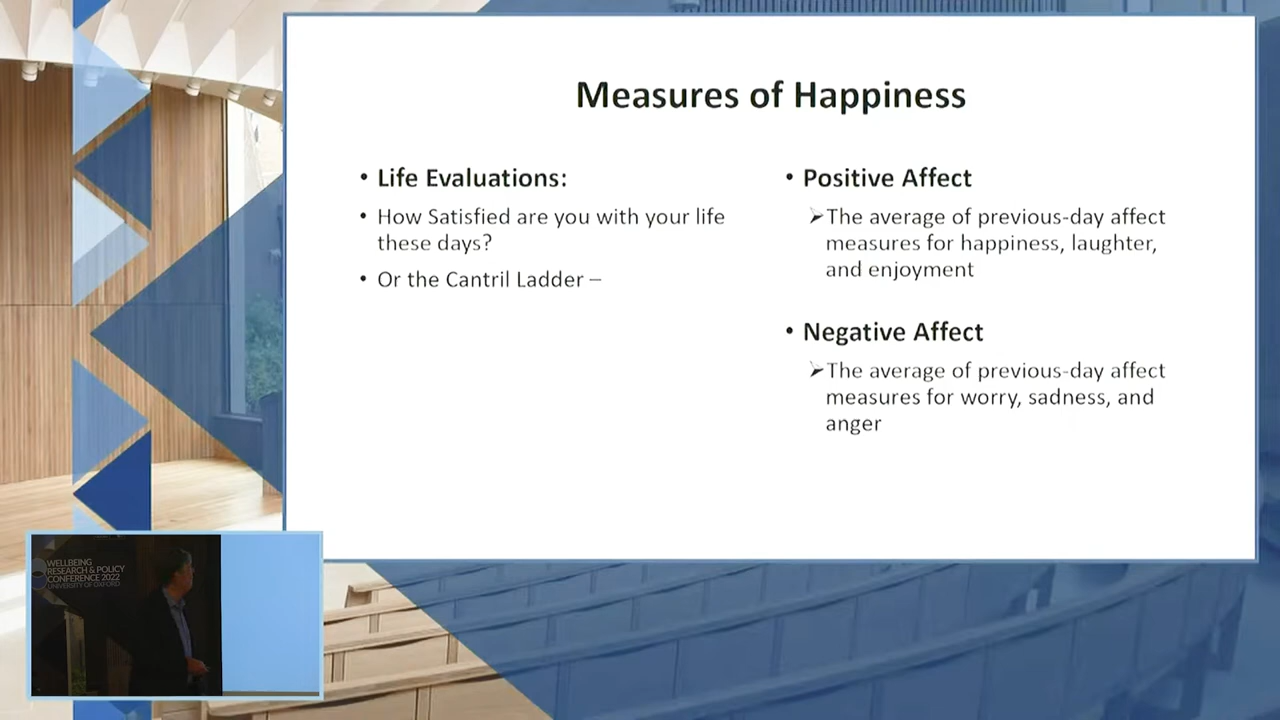 Measures of Happiness
• Life Evaluations:
• How Satisfied are you with your life
these days?
• Or the Cantril Ladder –
• Positive Affect
➢The average of previous-day affect
measures for happiness, laughter,
and enjoyment
• Negative Affect
➢The average of previous-day affect
measures for worry, sadness, and
anger
WELLBEING
RESEARCH & POLICY
CONFERENCE 2022
UNIVERSITY OF OXFORD